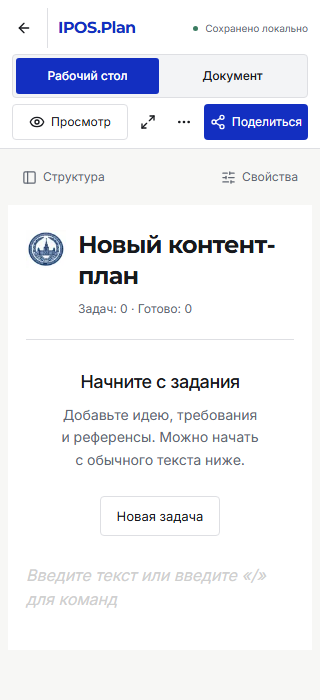 IPOS.Plan
Сохранено локально
Рабочий стол
Документ
Просмотр
Поделиться
Структура
Свойства
Новый контент-
план
Задач: 0 · Готово: 0
Начните с задания
Добавьте идею, требования
и референсы. Можно начать
с обычного текста ниже.
Новая задача
Введите текст или введите «/»
для команд